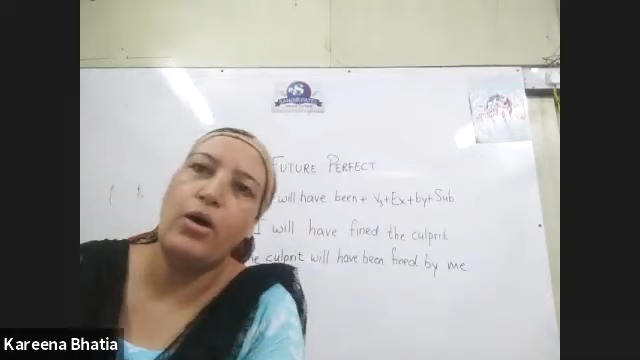 FUTURE PERFECT
will have been + V3 + Ex + by + Sub
I will have fined the culprit
culprit will have been fined by me
Kareena Bhatia